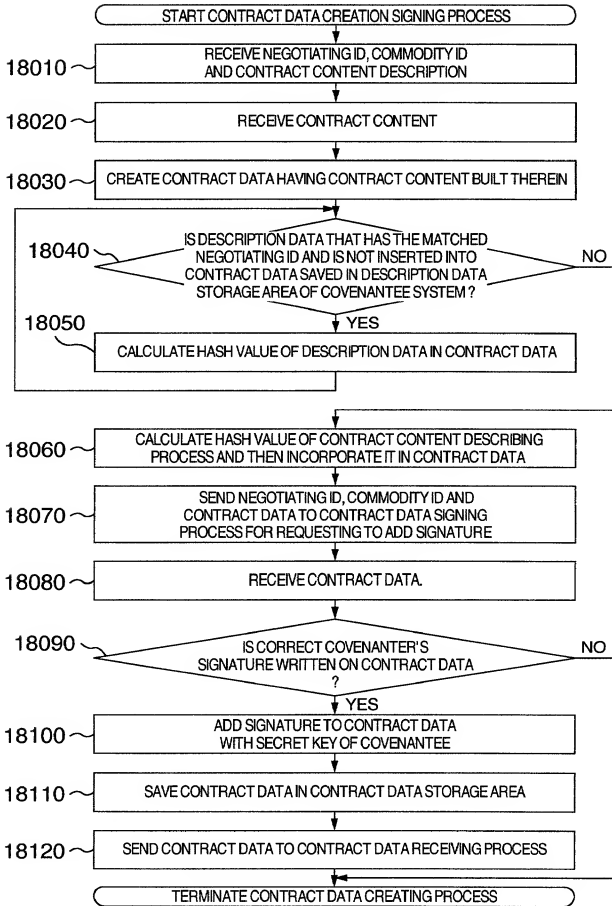 START CONTRACT DATA CREATION SIGNING PROCESS
18010
RECEIVE NEGOTIATING ID, COMMODITY ID
AND CONTRACT CONTENT DESCRIPTION
18020
RECEIVE CONTRACT CONTENT
18030
CREATE CONTRACT DATA HAVING CONTRACT CONTENT BUILT THEREIN
18040
IS DESCRIPTION DATA THAT HAS THE MATCHED
NEGOTIATING ID AND IS NOT INSERTED INTO
CONTRACT DATA SAVED IN DESCRIPTION DATA
STORAGE AREA OF COVENANTEE SYSTEM ?
NO
YES
18050
CALCULATE HASH VALUE OF DESCRIPTION DATA IN CONTRACT DATA
18060
CALCULATE HASH VALUE OF CONTRACT CONTENT DESCRIBING
PROCESS AND THEN INCORPORATE IT IN CONTRACT DATA
18070
SEND NEGOTIATING ID, COMMODITY ID AND
CONTRACT DATA TO CONTRACT DATA SIGNING
PROCESS FOR REQUESTING TO ADD SIGNATURE
18080
RECEIVE CONTRACT DATA.
18090
IS CORRECT COVENANTER'S
SIGNATURE WRITTEN ON CONTRACT DATA
?
NO
YES
18100
ADD SIGNATURE TO CONTRACT DATA
WITH SECRET KEY OF COVENANTEE
18110
SAVE CONTRACT DATA IN CONTRACT DATA STORAGE AREA
18120
SEND CONTRACT DATA TO CONTRACT DATA RECEIVING PROCESS
TERMINATE CONTRACT DATA CREATING PROCESS